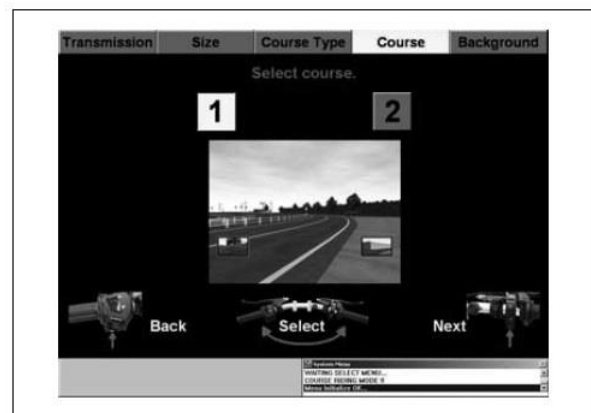 Transmission Size Course Type Course Background
Select course.
1 2
Back Select Next
System Menu
WAITING SELECT MENU...
COURSE RIDING MODE !!
Menu Initialize OK...